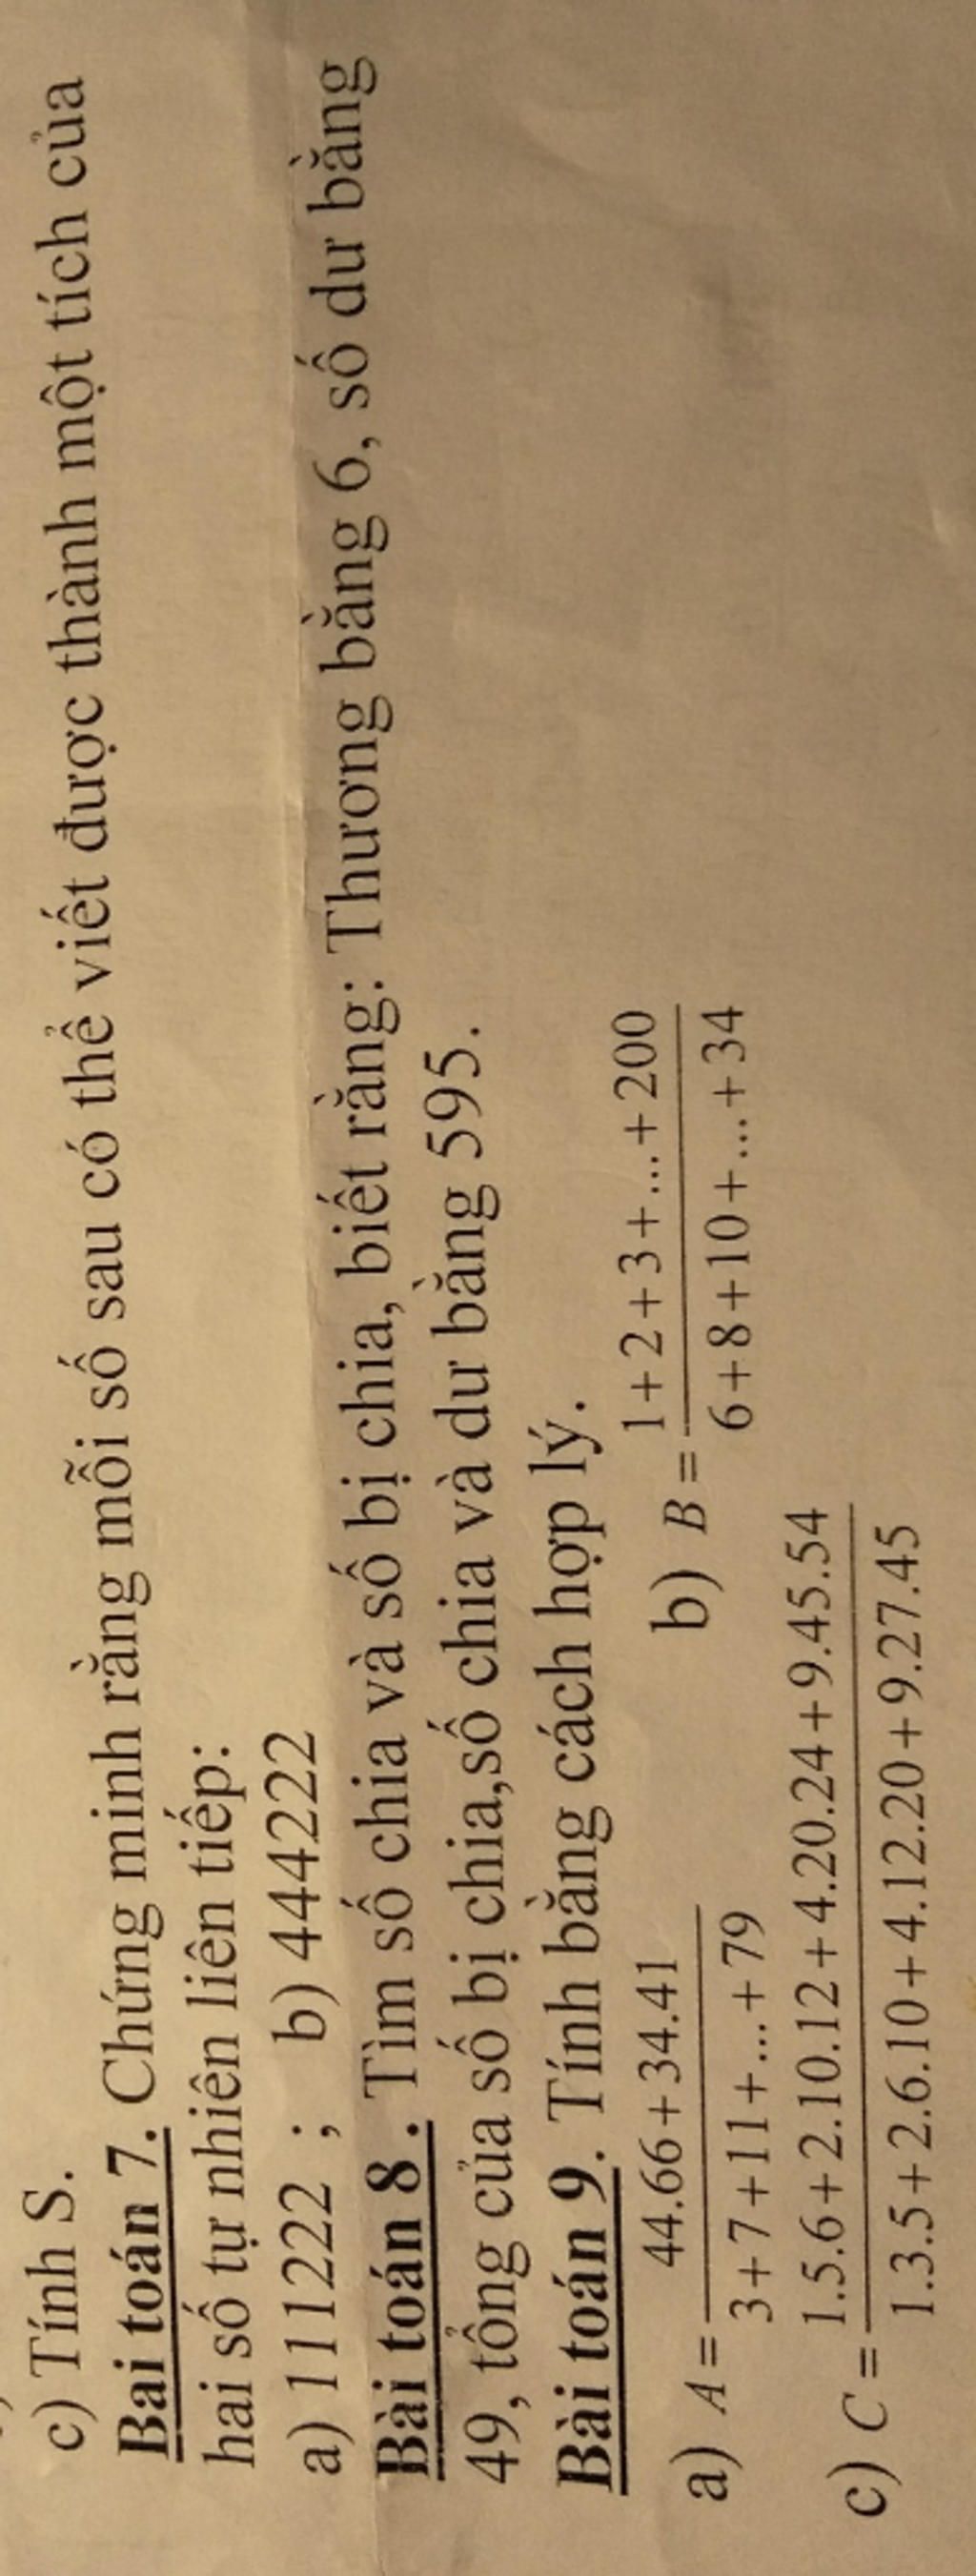 c) Tính S.
Bài toán 7. Chứng minh rằng mỗi số sau có thể viết được thành một tích của
hai số tự nhiên liên tiếp:
a) 111222 ; b) 444222
Bài toán 8. Tìm số chia và số bị chia, biết rằng: Thương bằng 6, số dư bằng
49, tổng của số bị chia,số chia và dư bằng 595.
Bài toán 9. Tính bằng cách hợp lý.
a) A = \frac{44.66+34.41}{3+7+11+...+79} b) B = \frac{1+2+3+...+200}{6+8+10+...+34}
c) C = \frac{1.5.6+2.10.12+4.20.24+9.45.54}{1.3.5+2.6.10+4.12.20+9.27.45}